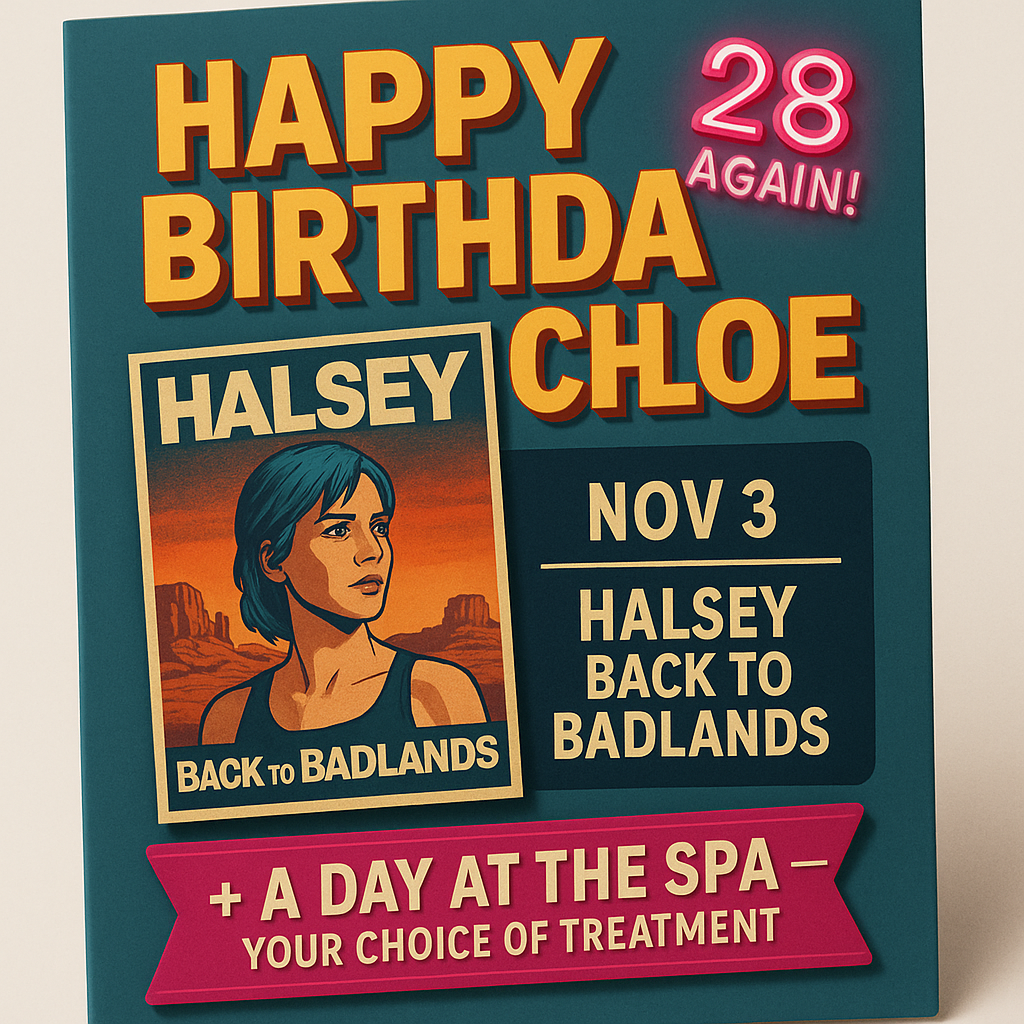 HAPPY
BIRTHDA
CHLOE
28
AGAIN!
HALSEY
BACK TO BADLANDS
NOV 3
HALSEY
BACK TO
BADLANDS
+ A DAY AT THE SPA –
YOUR CHOICE OF TREATMENT